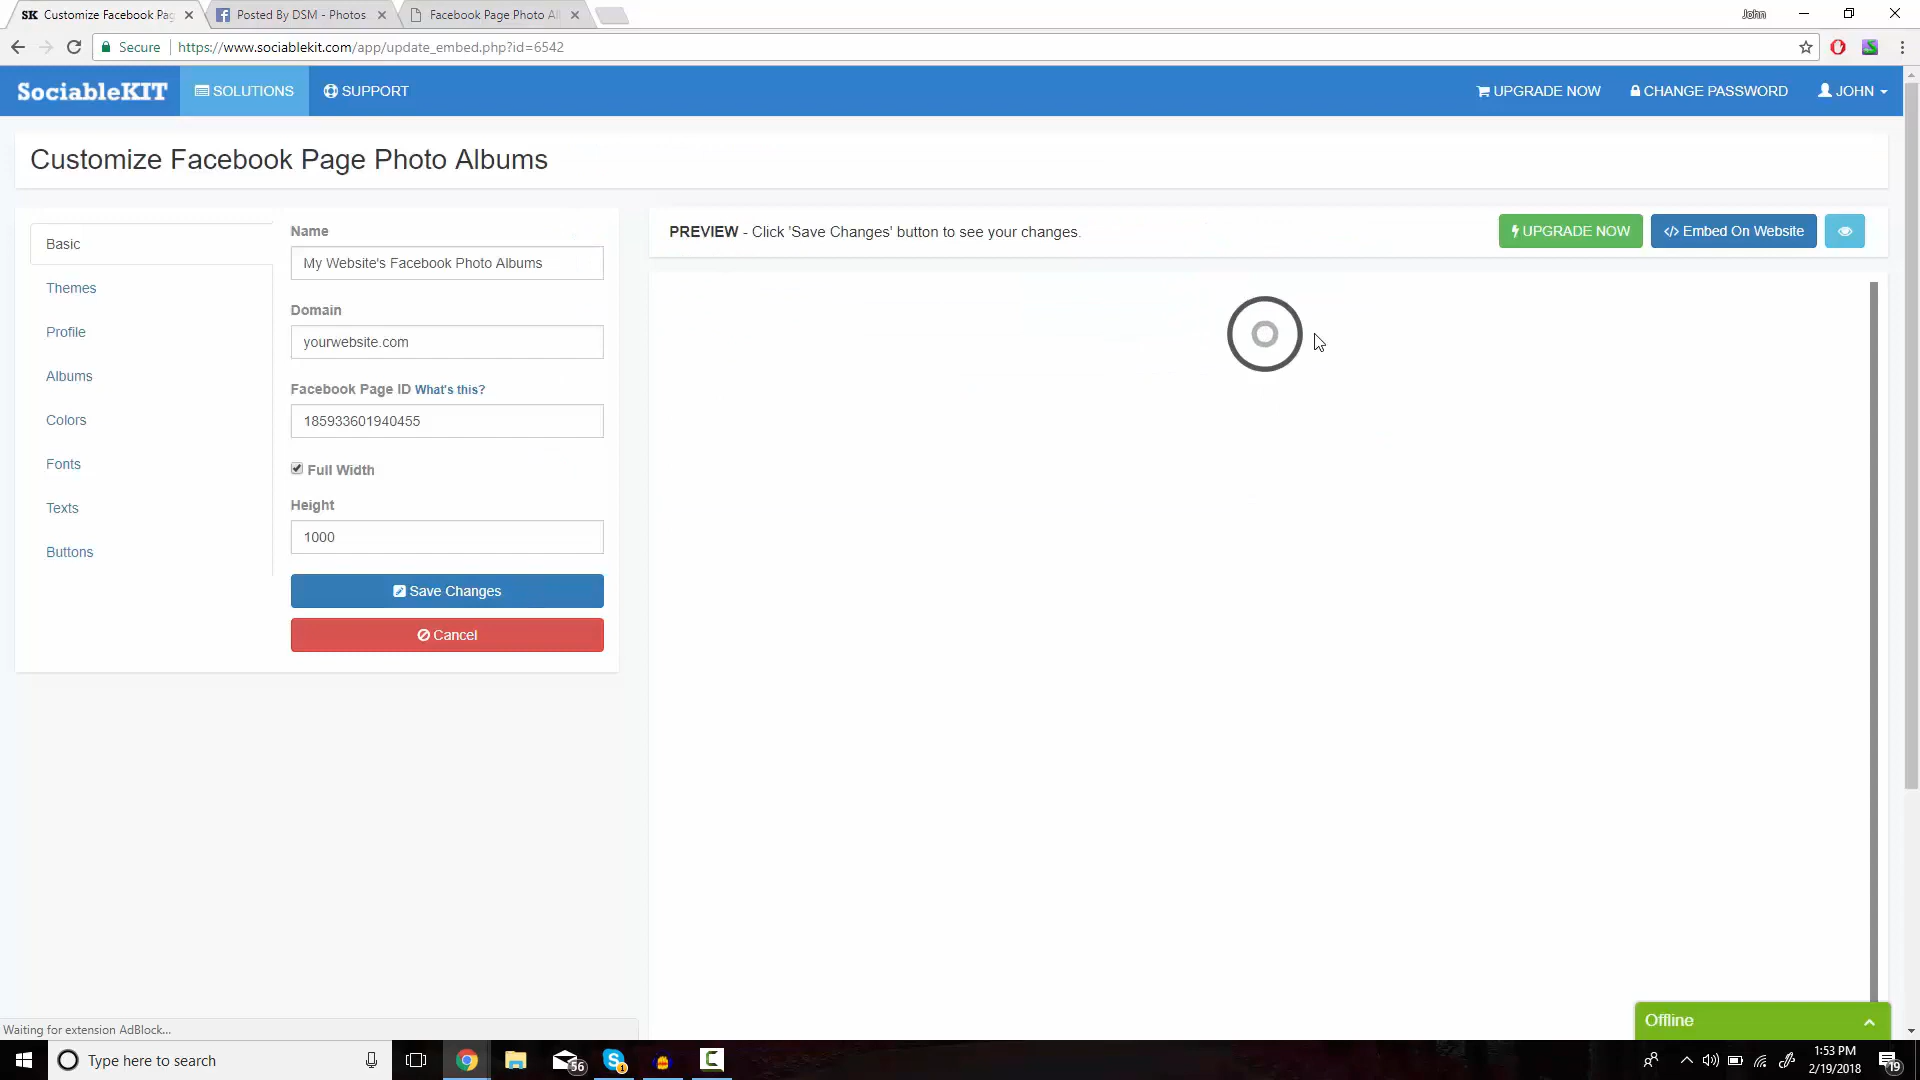 SK Customize Facebook Pag
Posted By DSM - Photos
Facebook Page Photo Al
John
Secure
https://www.sociablekit.com/app/update_embed.php?id=6542
SociableKIT
SOLUTIONS
SUPPORT
UPGRADE NOW
CHANGE PASSWORD
JOHN
Customize Facebook Page Photo Albums
Basic
Themes
Profile
Albums
Colors
Fonts
Texts
Buttons
Name
My Website's Facebook Photo Albums
Domain
yourwebsite.com
Facebook Page ID What's this?
185933601940455
Full Width
Height
1000
Save Changes
Cancel
PREVIEW - Click 'Save Changes' button to see your changes.
UPGRADE NOW
</> Embed On Website
Offline
Waiting for extension AdBlock...
Type here to search
56
1
1:53 PM
2/19/2018
19